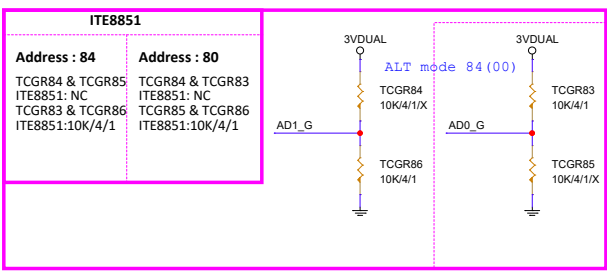 ITE8851
Address : 84
TCGR84 & TCGR85
ITE8851: NC
TCGR83 & TCGR86
ITE8851:10K/4/1
Address : 80
TCGR84 & TCGR83
ITE8851: NC
TCGR85 & TCGR86
ITE8851:10K/4/1
3VDUAL
3VDUAL
ALT mode 84(00)
TCGR84
10K/4/1/X
TCGR83
10K/4/1
AD1_G
AD0_G
TCGR86
10K/4/1
TCGR85
10K/4/1/X